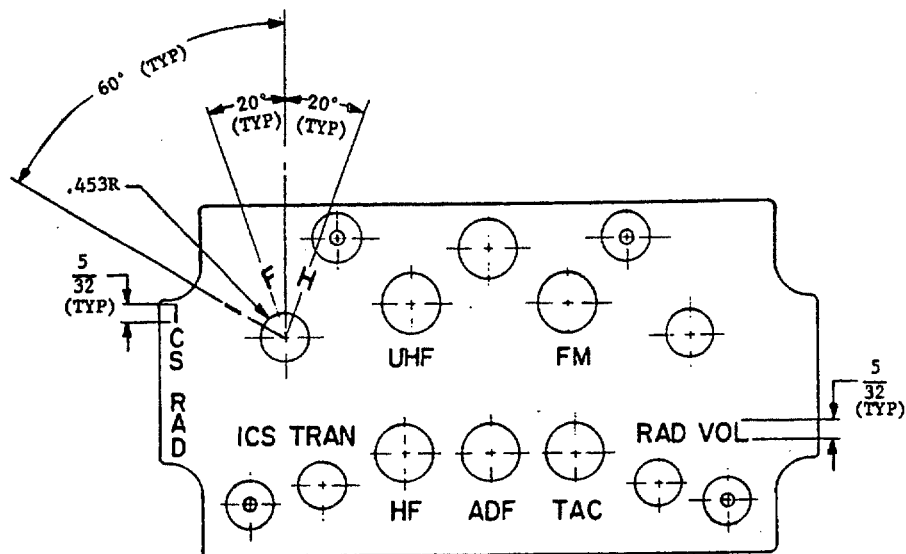 60° (TYP)
20° 20°
(TYP) (TYP)
.453R
F H
I
5
32
(TYP)
ICS RAD
UHF FM
5
32
(TYP)
ICS TRAN RAD VOL
HF ADF TAC